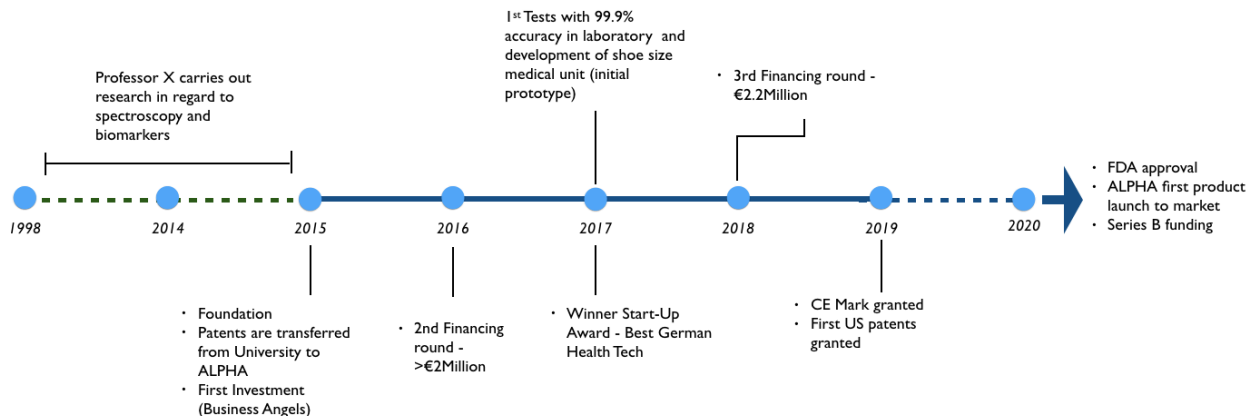 1st Tests with 99.9%
accuracy in laboratory and
development of shoe size
medical unit (initial
prototype)
Professor X carries out
research in regard to
spectroscopy and
biomarkers
• 3rd Financing round -
€2.2Million
• FDA approval
• ALPHA first product
launch to market
• Series B funding
1998
2014
2015
2016
2017
2018
2019
2020
• Foundation
• Patents are transferred
from University to
ALPHA
• First Investment
(Business Angels)
• 2nd Financing
round -
>€2Million
• Winner Start-Up
Award - Best German
Health Tech
• CE Mark granted
• First US patents
granted